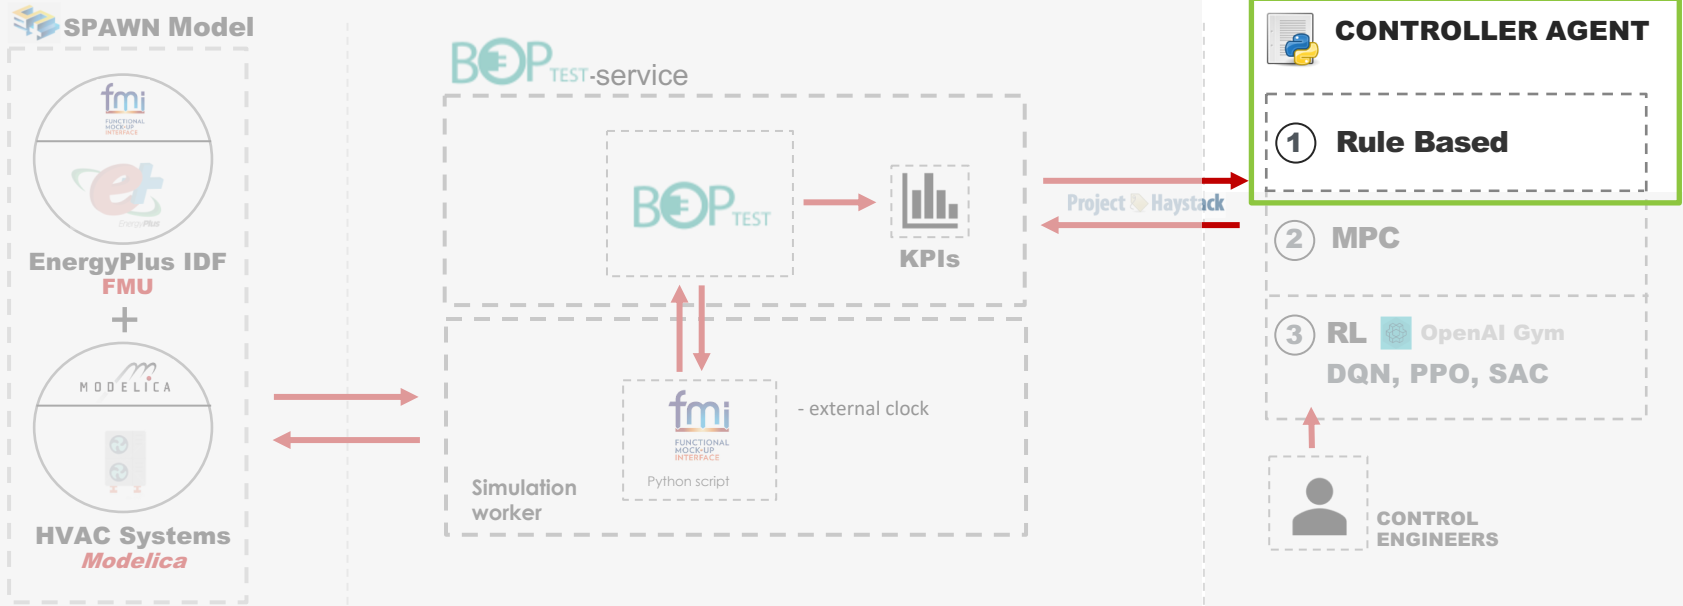 SPAWN Model
fmi
FUNCTIONAL
MOCK-UP
INTERFACE
e+
EnergyPlus
EnergyPlus IDF
FMU
+
MODELICA
HVAC Systems
Modelica
BOPTEST-service
BOPTEST
KPIs
fmi
FUNCTIONAL
MOCK-UP
INTERFACE
Python script
- external clock
Simulation
worker
Project Haystack
CONTROLLER AGENT
1 Rule Based
2 MPC
3 RL OpenAI Gym
DQN, PPO, SAC
CONTROL
ENGINEERS